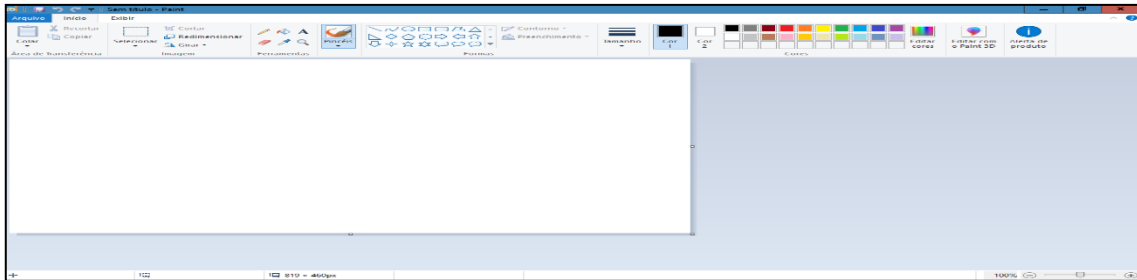 Sem título - Paint
Arquivo Início Exibir
Colar
Recortar
Copiar
Área de Transferência
Selecionar
Cortar
Redimensionar
Girar
Imagem
Ferramentas
Pincéis
Formas
Contorno
Preenchimento
Tamanho
Cor 1
Cor 2
Cores
Editar cores
Editar com o Paint 3D
Alerta de produto
819 × 460px
100%